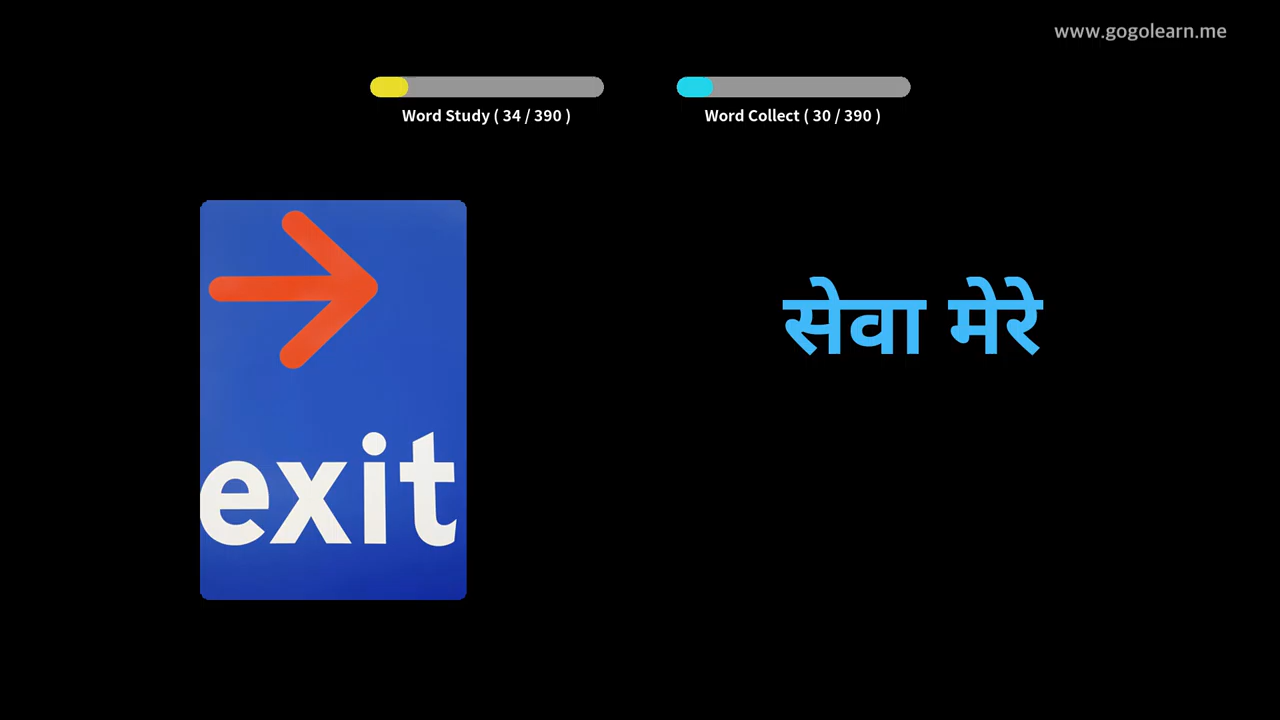 www.gogolearn.me
Word Study ( 34 / 390 )
Word Collect ( 30 / 390 )
सेवा मेरे
exit